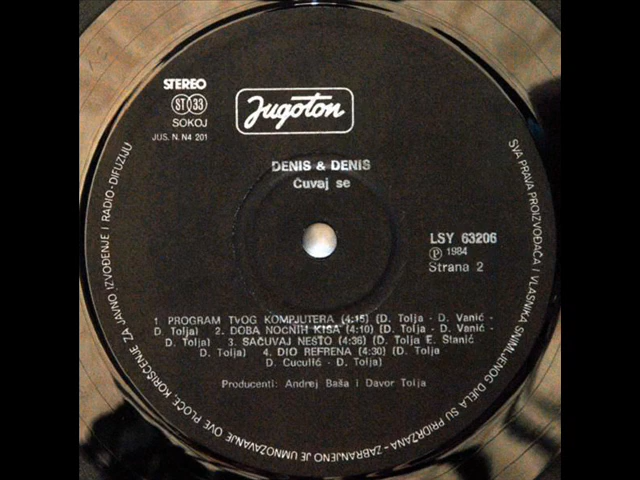 STEREO
ST 33
SOKOJ
JUS. N. N4 201
Jugoton
DENIS & DENIS
Čuvaj se
LSY 63206
℗ 1984
Strana 2
1. PROGRAM TVOG KOMPJUTERA (4:15) (D. Tolja - D. Vanić -
D. Tolja) 2. DOBA NOĆNIH KIŠA (4:10) (D. Tolja - D. Vanić -
D. Tolja) 3. SAČUVAJ NEŠTO (4:36) (D. Tolja E. Stanić
D. Tolja) 4. DIO REFRENA (4:30) (D. Tolja -
D. Cuculić - D. Tolja)
Producenti: Andrej Baša i Davor Tolja
SVA PRAVA PROIZVOĐAČA I VLASNIKA SNIMLJENOG DJELA SU PRIDRŽANA - ZABRANJENO JE UMNOŽAVANJE OVE PLOČE, KORIŠĆENJE ZA JAVNO IZVOĐENJE I RADIO-DIFUZIJU